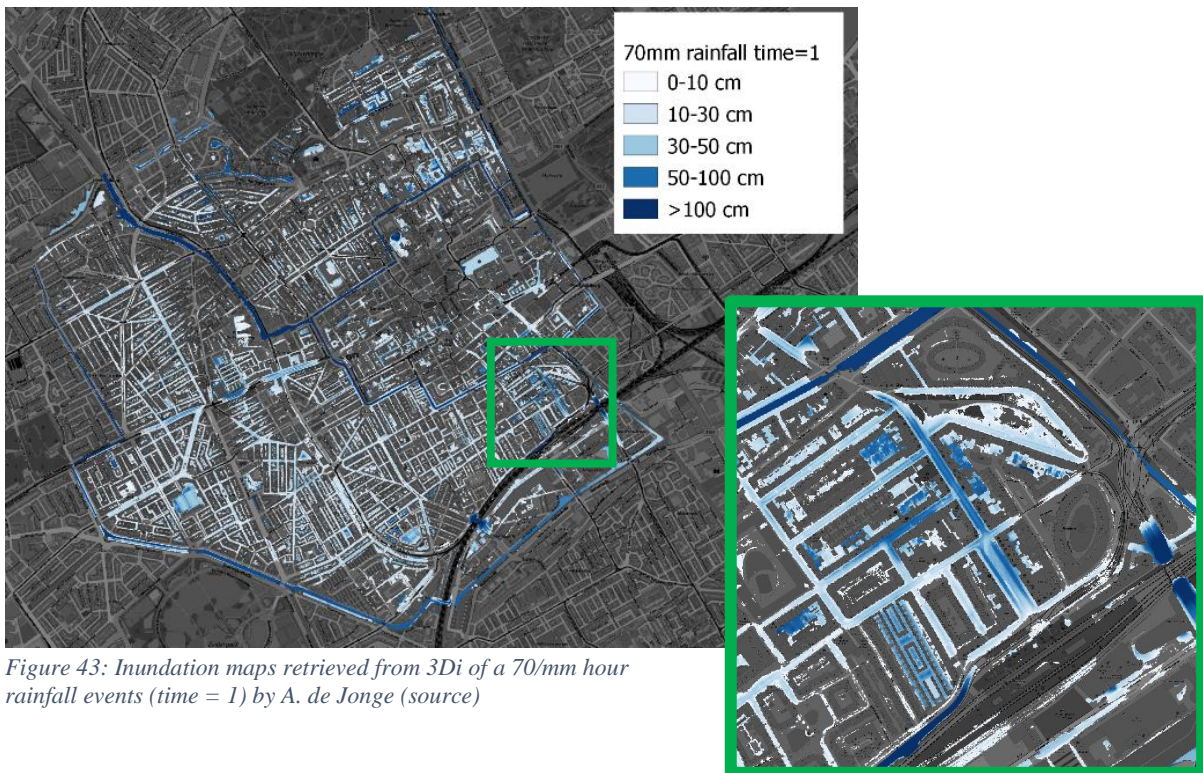 70mm rainfall time=1
0-10 cm
10-30 cm
30-50 cm
50-100 cm
>100 cm
Figure 43: Inundation maps retrieved from 3Di of a 70/mm hour
rainfall events (time = 1) by A. de Jonge (source)